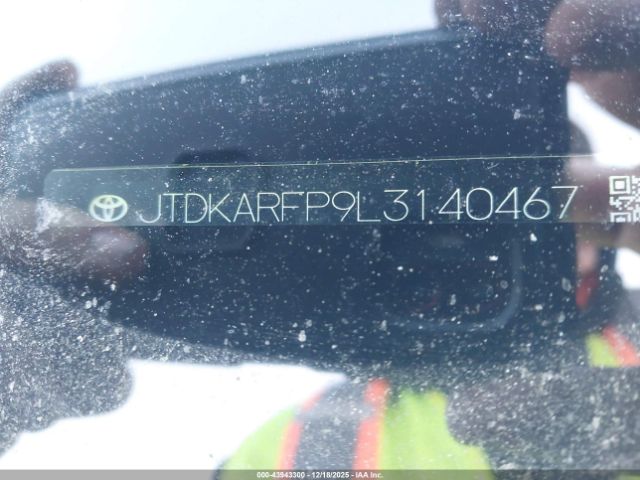 JTDKARFP9L3140467
000-43943300 - 12/18/2025 - IAA Inc.